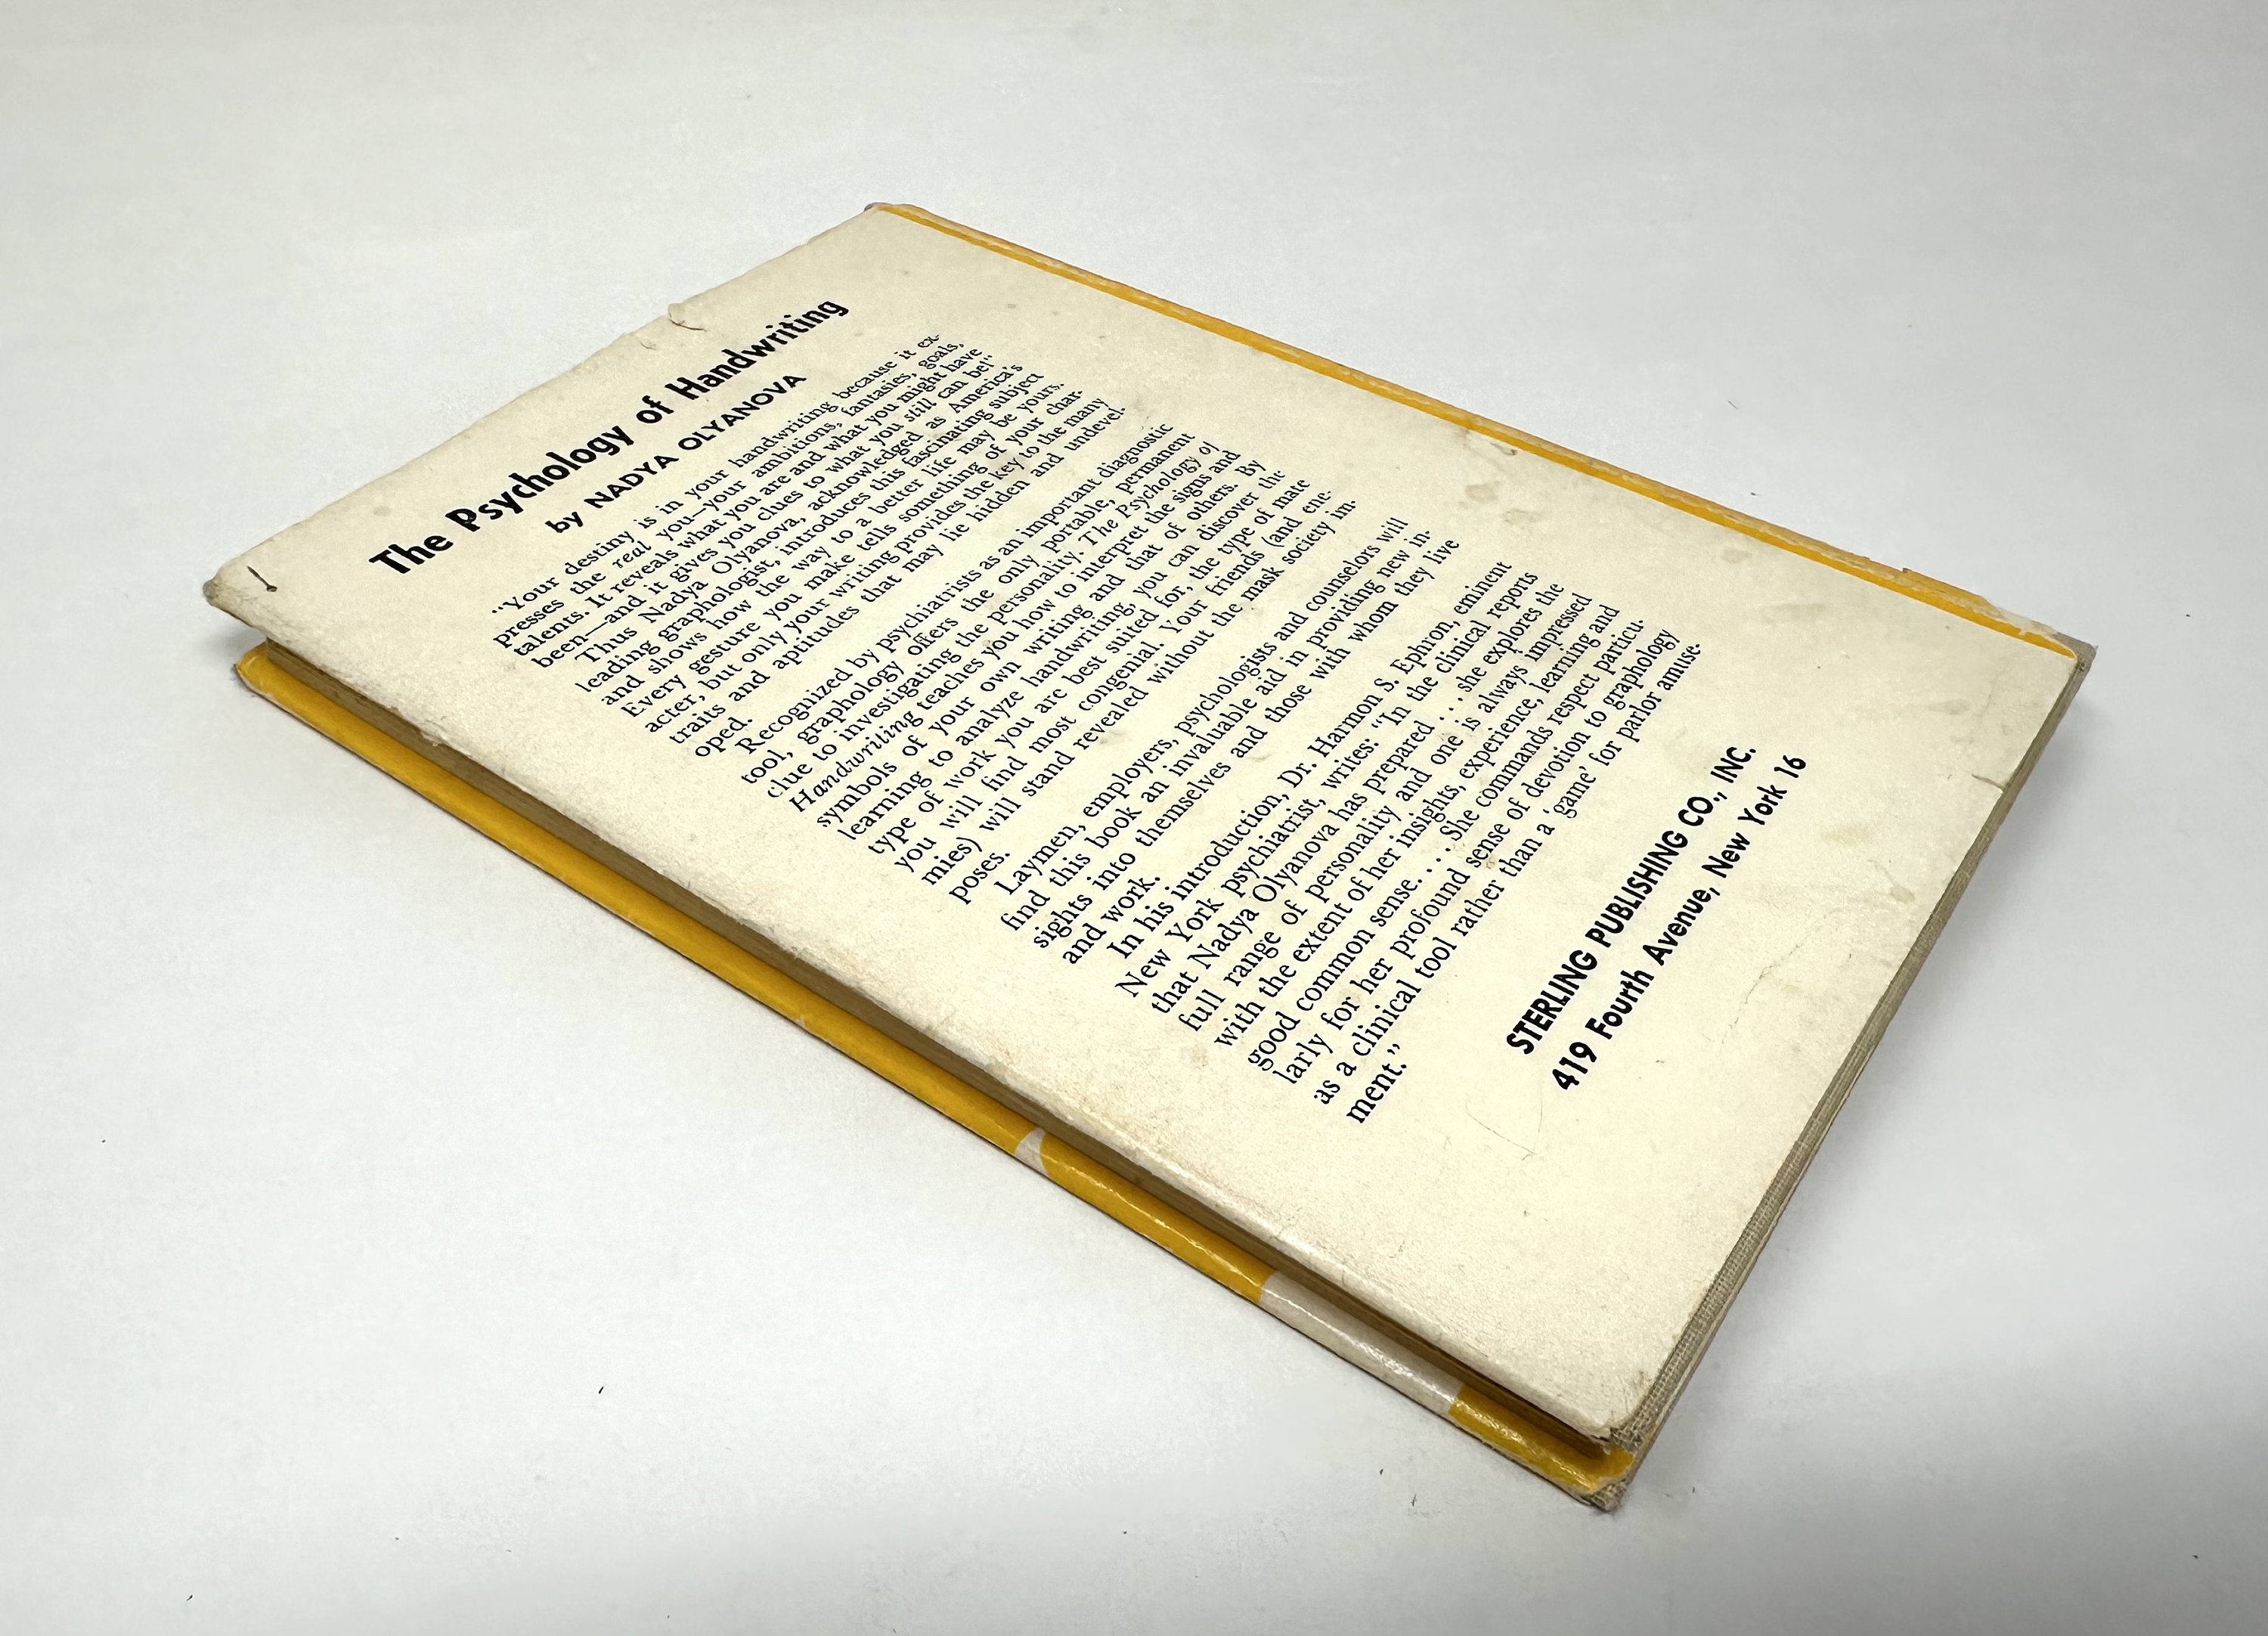 The Psychology of Handwriting
by NADYA OLYANOVA
"Your destiny is in your handwriting because it ex-
presses the real you—your ambitions, fantasies, goals,
talents. It reveals what you are and what you might have
been—and it gives you clues to what you still can be!"
Thus Nadya Olyanova, acknowledged as America's
leading graphologist, introduces this fascinating subject
and shows how the way to a better life may be yours.
Every gesture you make tells something of your char-
acter, but only your writing provides the key to the many
traits and aptitudes that may lie hidden and undevel-
oped.
Recognized by psychiatrists as an important diagnostic
tool, graphology offers the only portable, permanent
clue to investigating the personality. The Psychology of
Handwriting teaches you how to interpret the signs and
symbols of your own writing and that of others. By
learning to analyze handwriting, you can discover the
type of work you are best suited for, the type of mate
you will find most congenial. Your friends (and ene-
mies) will stand revealed without the mask society im-
poses.
Laymen, employers, psychologists and counselors will
find this book an invaluable aid in providing new in-
sights into themselves and those with whom they live
and work.
In his introduction, Dr. Harmon S. Ephron, eminent
New York psychiatrist, writes: "In the clinical reports
that Nadya Olyanova has prepared . . . she explores the
full range of personality and one is always impressed
with the extent of her insights, experience, learning and
good common sense. . . . She commands respect particu-
larly for her profound sense of devotion to graphology
as a clinical tool rather than a 'game' for parlor amuse-
ment."
STERLING PUBLISHING CO., INC.
419 Fourth Avenue, New York 16